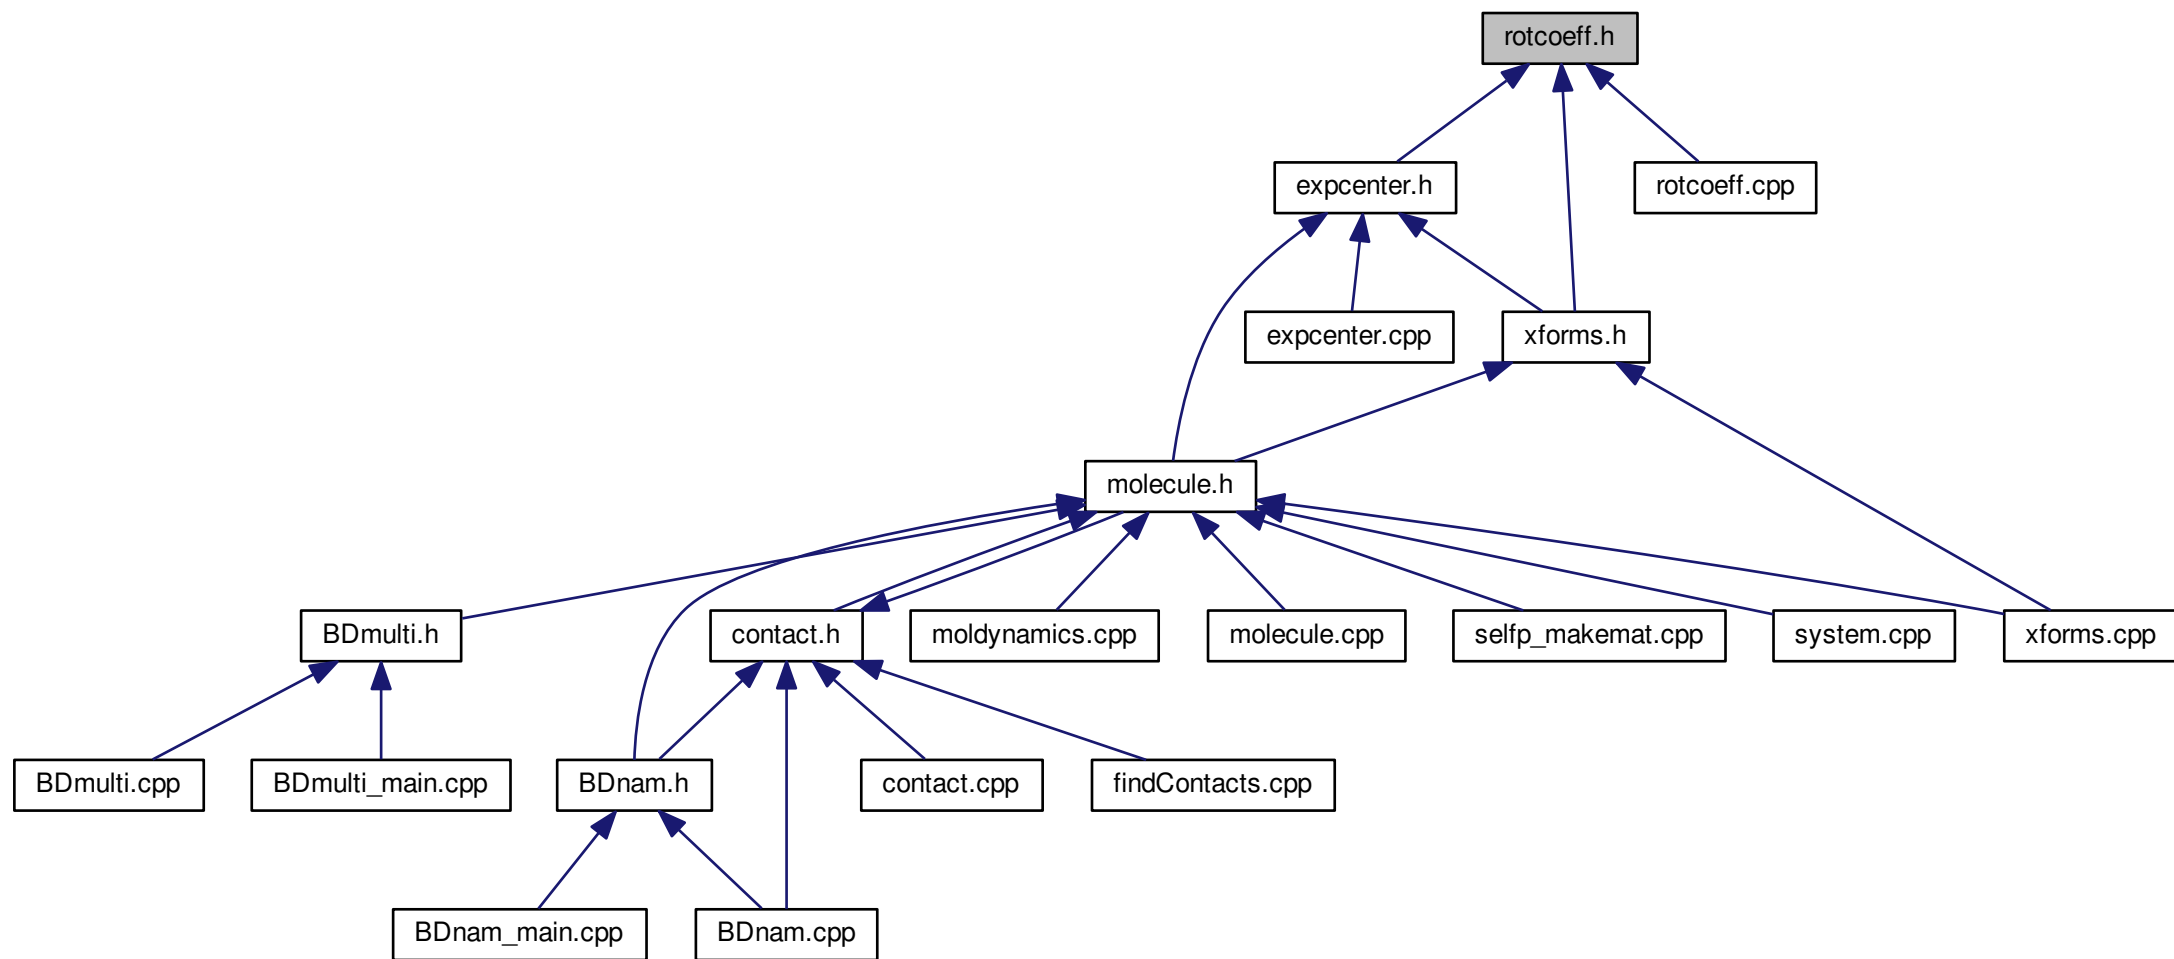 rotcoeff.h
expcenter.h
rotcoeff.cpp
expcenter.cpp
xforms.h
molecule.h
BDmulti.h
contact.h
moldynamics.cpp
molecule.cpp
selfp_makemat.cpp
system.cpp
xforms.cpp
BDmulti.cpp
BDmulti_main.cpp
BDnam.h
contact.cpp
findContacts.cpp
BDnam_main.cpp
BDnam.cpp